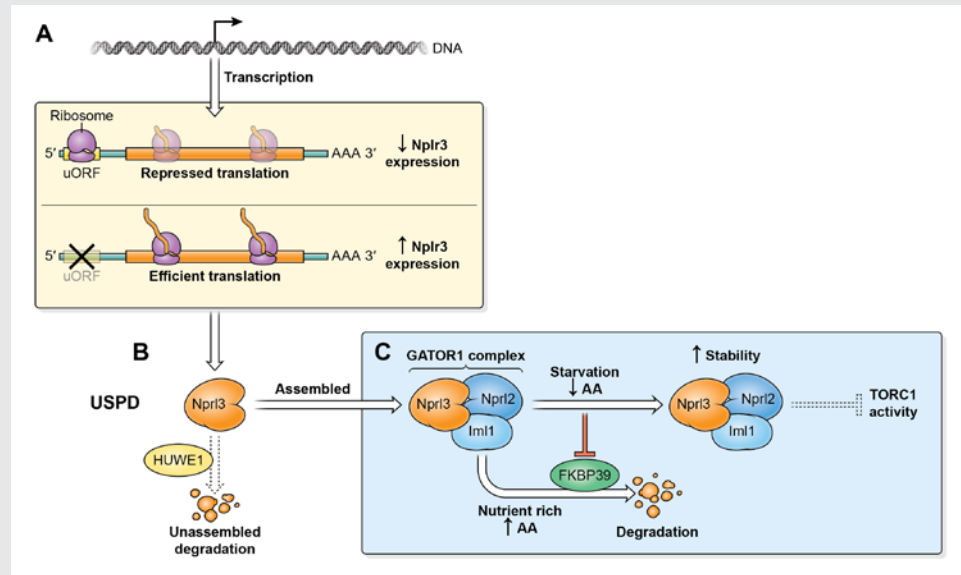 A
DNA
Transcription
Ribosome
5′ AAA 3′
uORF
Repressed translation
↓ Nplr3
expression
5′ AAA 3′
uORF
Efficient translation
↑ Nplr3
expression
B
USPD
Nprl3
Assembled
HUWE1
Unassembled
degradation
C
GATOR1 complex
Nprl3
Nprl2
Iml1
Starvation
↓ AA
FKBP39
Nutrient rich
↑ AA
Degradation
↑ Stability
Nprl3
Nprl2
Iml1
TORC1
activity